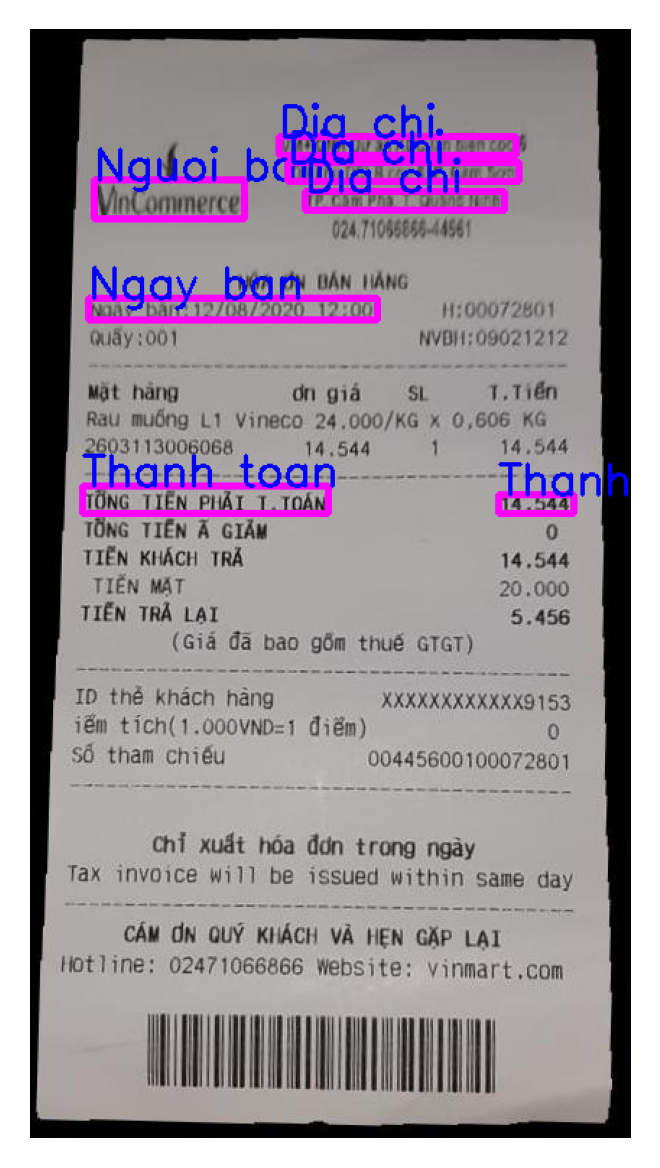 Dia chi
Dia chi
Nguoi
Dia chi
VinCommerce
TP. Cẩm Phả, T. Quảng Ninh
024.71066866-44561
Ngay ban
HÓA ƠN BÁN HÀNG
Ngày bán:12/08/2020 12:00 H:00072801
Quầy:001 NVBH:09021212
Mặt hàng ơn giá SL T.Tiền
Rau muống L1 Vineco 24.000/KG x 0,606 KG
2603113006068 14.544 1 14.544
Thanh toan Thanh
TỔNG TIỀN PHẢI T.TOÁN 14.544
TỔNG TIỀN Ã GIẢM 0
TIỀN KHÁCH TRẢ 14.544
TIỀN MẶT 20.000
TIỀN TRẢ LẠI 5.456
(Giá đã bao gồm thuế GTGT)
ID thẻ khách hàng XXXXXXXXXXXX9153
iểm tích(1.000VND=1 điểm) 0
Số tham chiếu 00445600100072801
Chỉ xuất hóa đơn trong ngày
Tax invoice will be issued within same day
CÁM ƠN QUÝ KHÁCH VÀ HẸN GẶP LẠI
Hotline: 02471066866 Website: vinmart.com